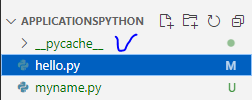 APPLICATIONSPYTHON
__pycache__
hello.py M
myname.py U